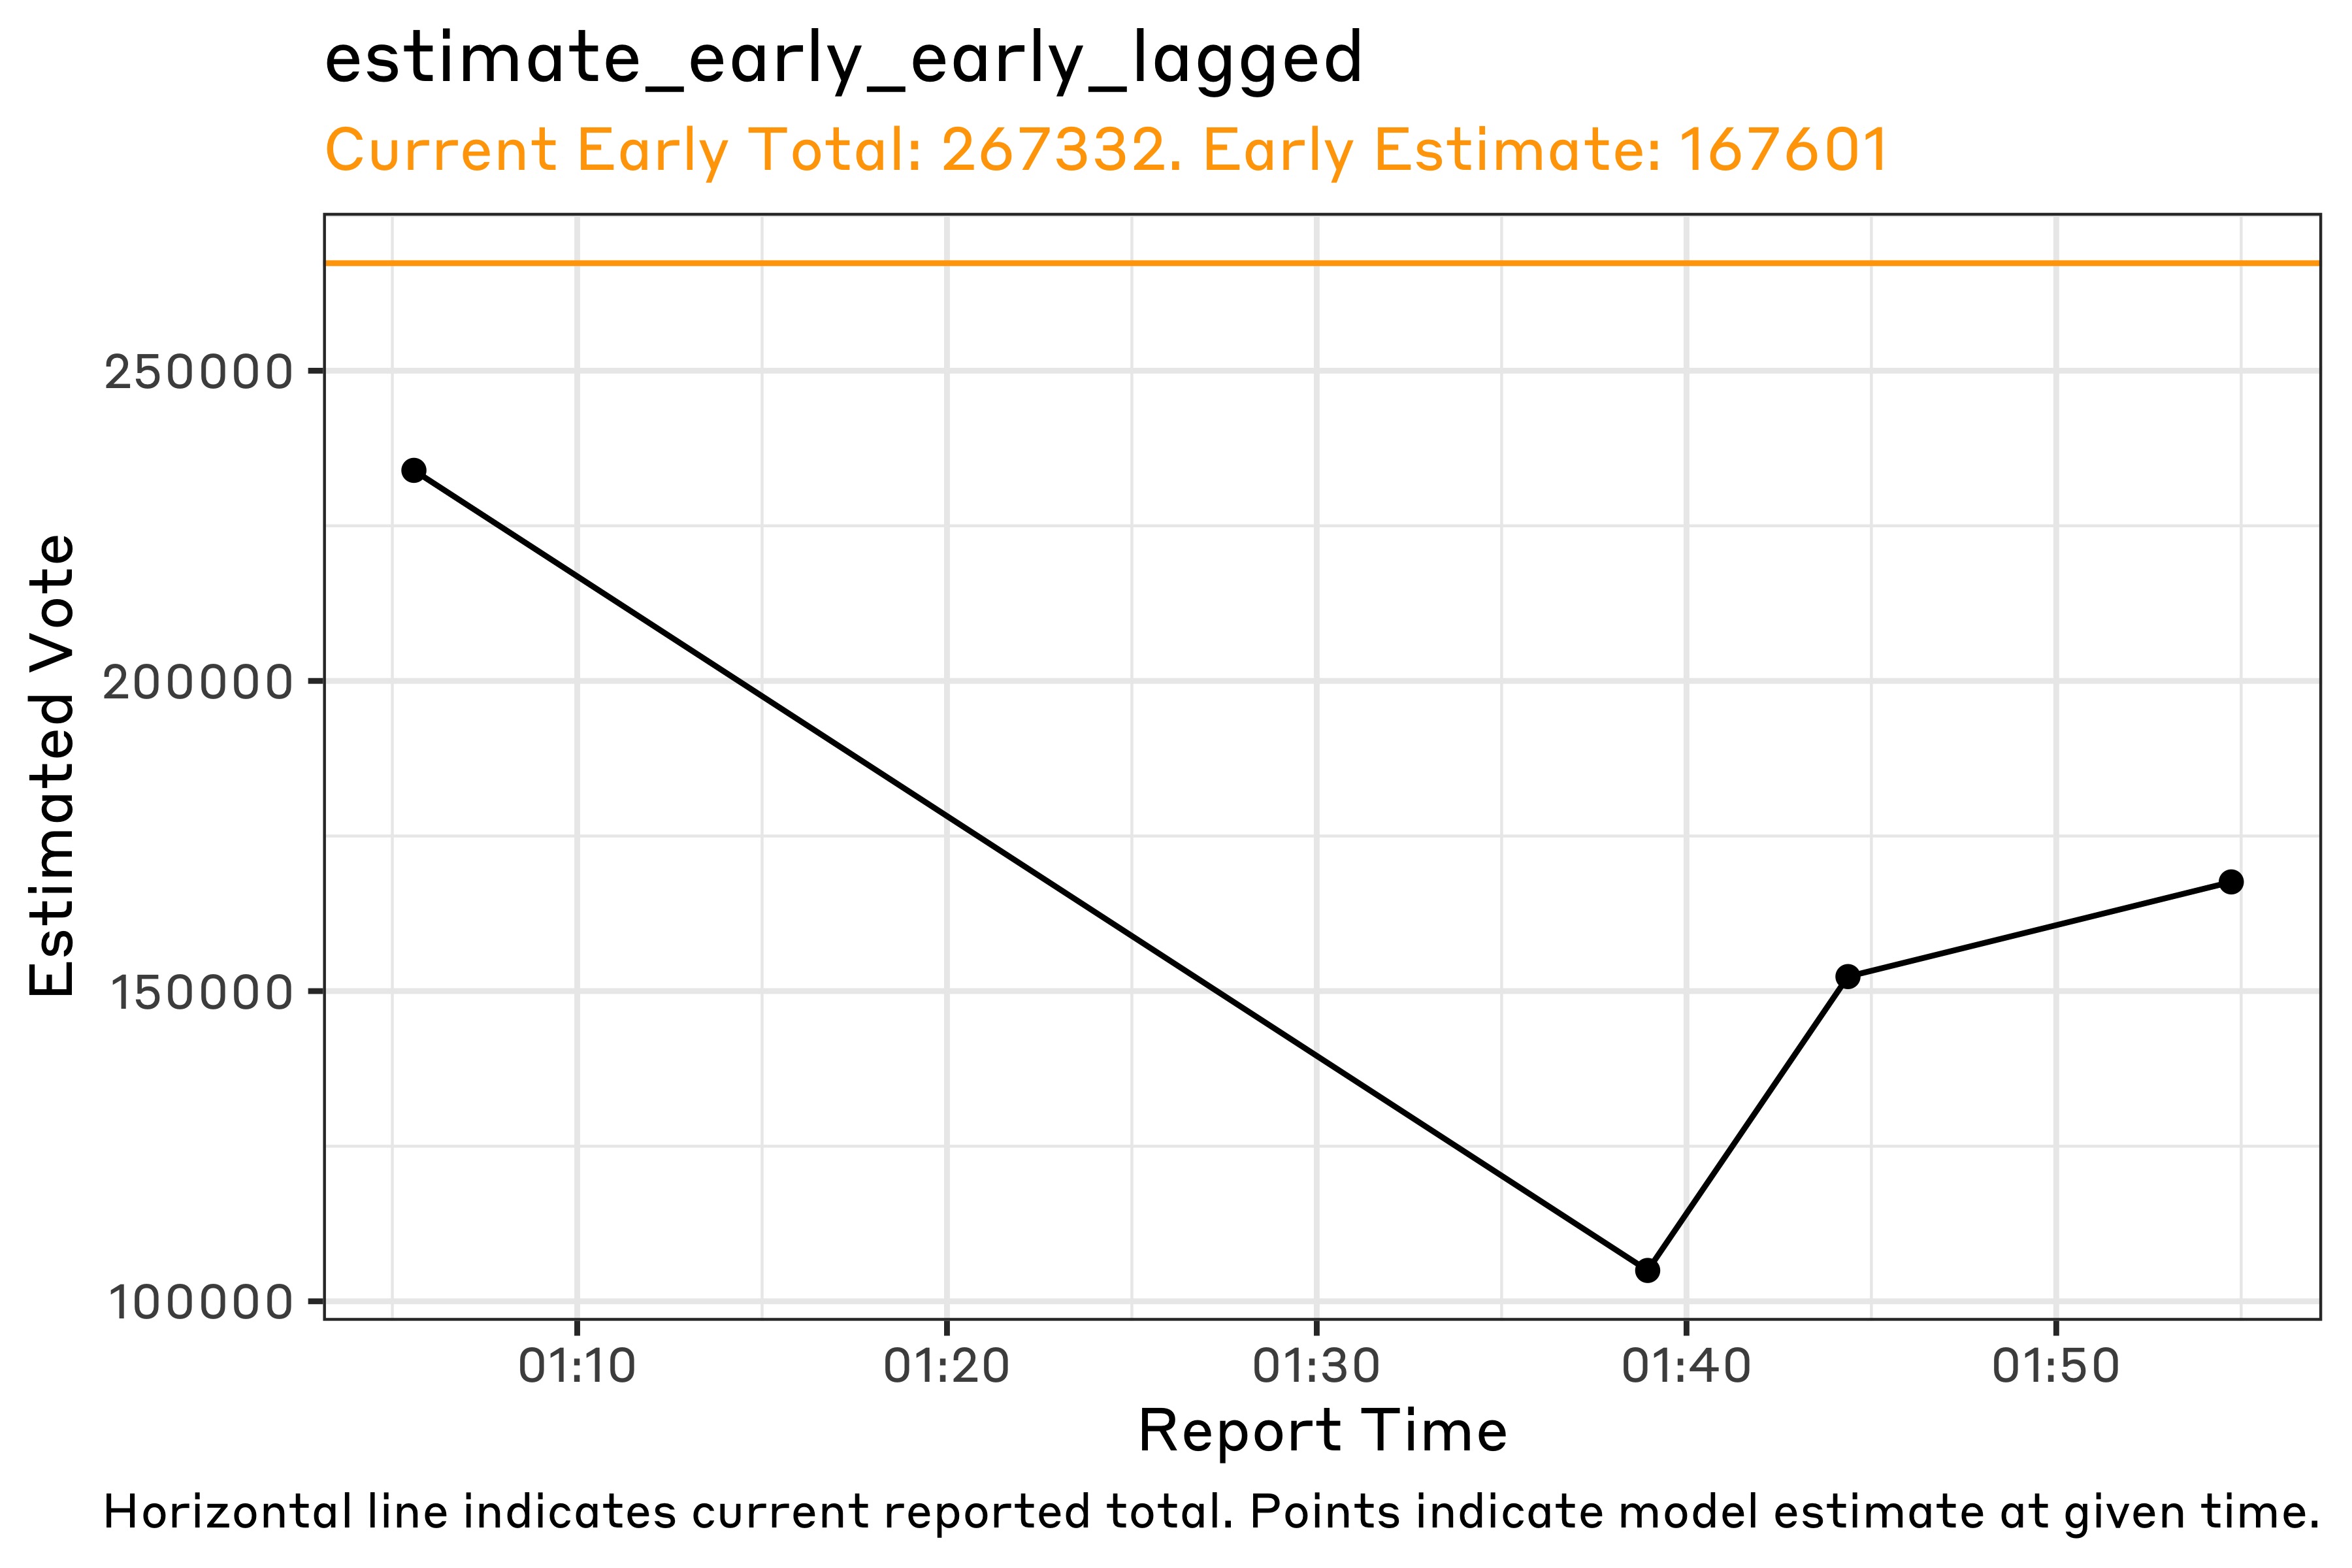 estimate_early_early_lagged
Current Early Total: 267332. Early Estimate: 167601
Estimated Vote
250000
200000
150000
100000
01:10 01:20 01:30 01:40 01:50
Report Time
Horizontal line indicates current reported total. Points indicate model estimate at given time.